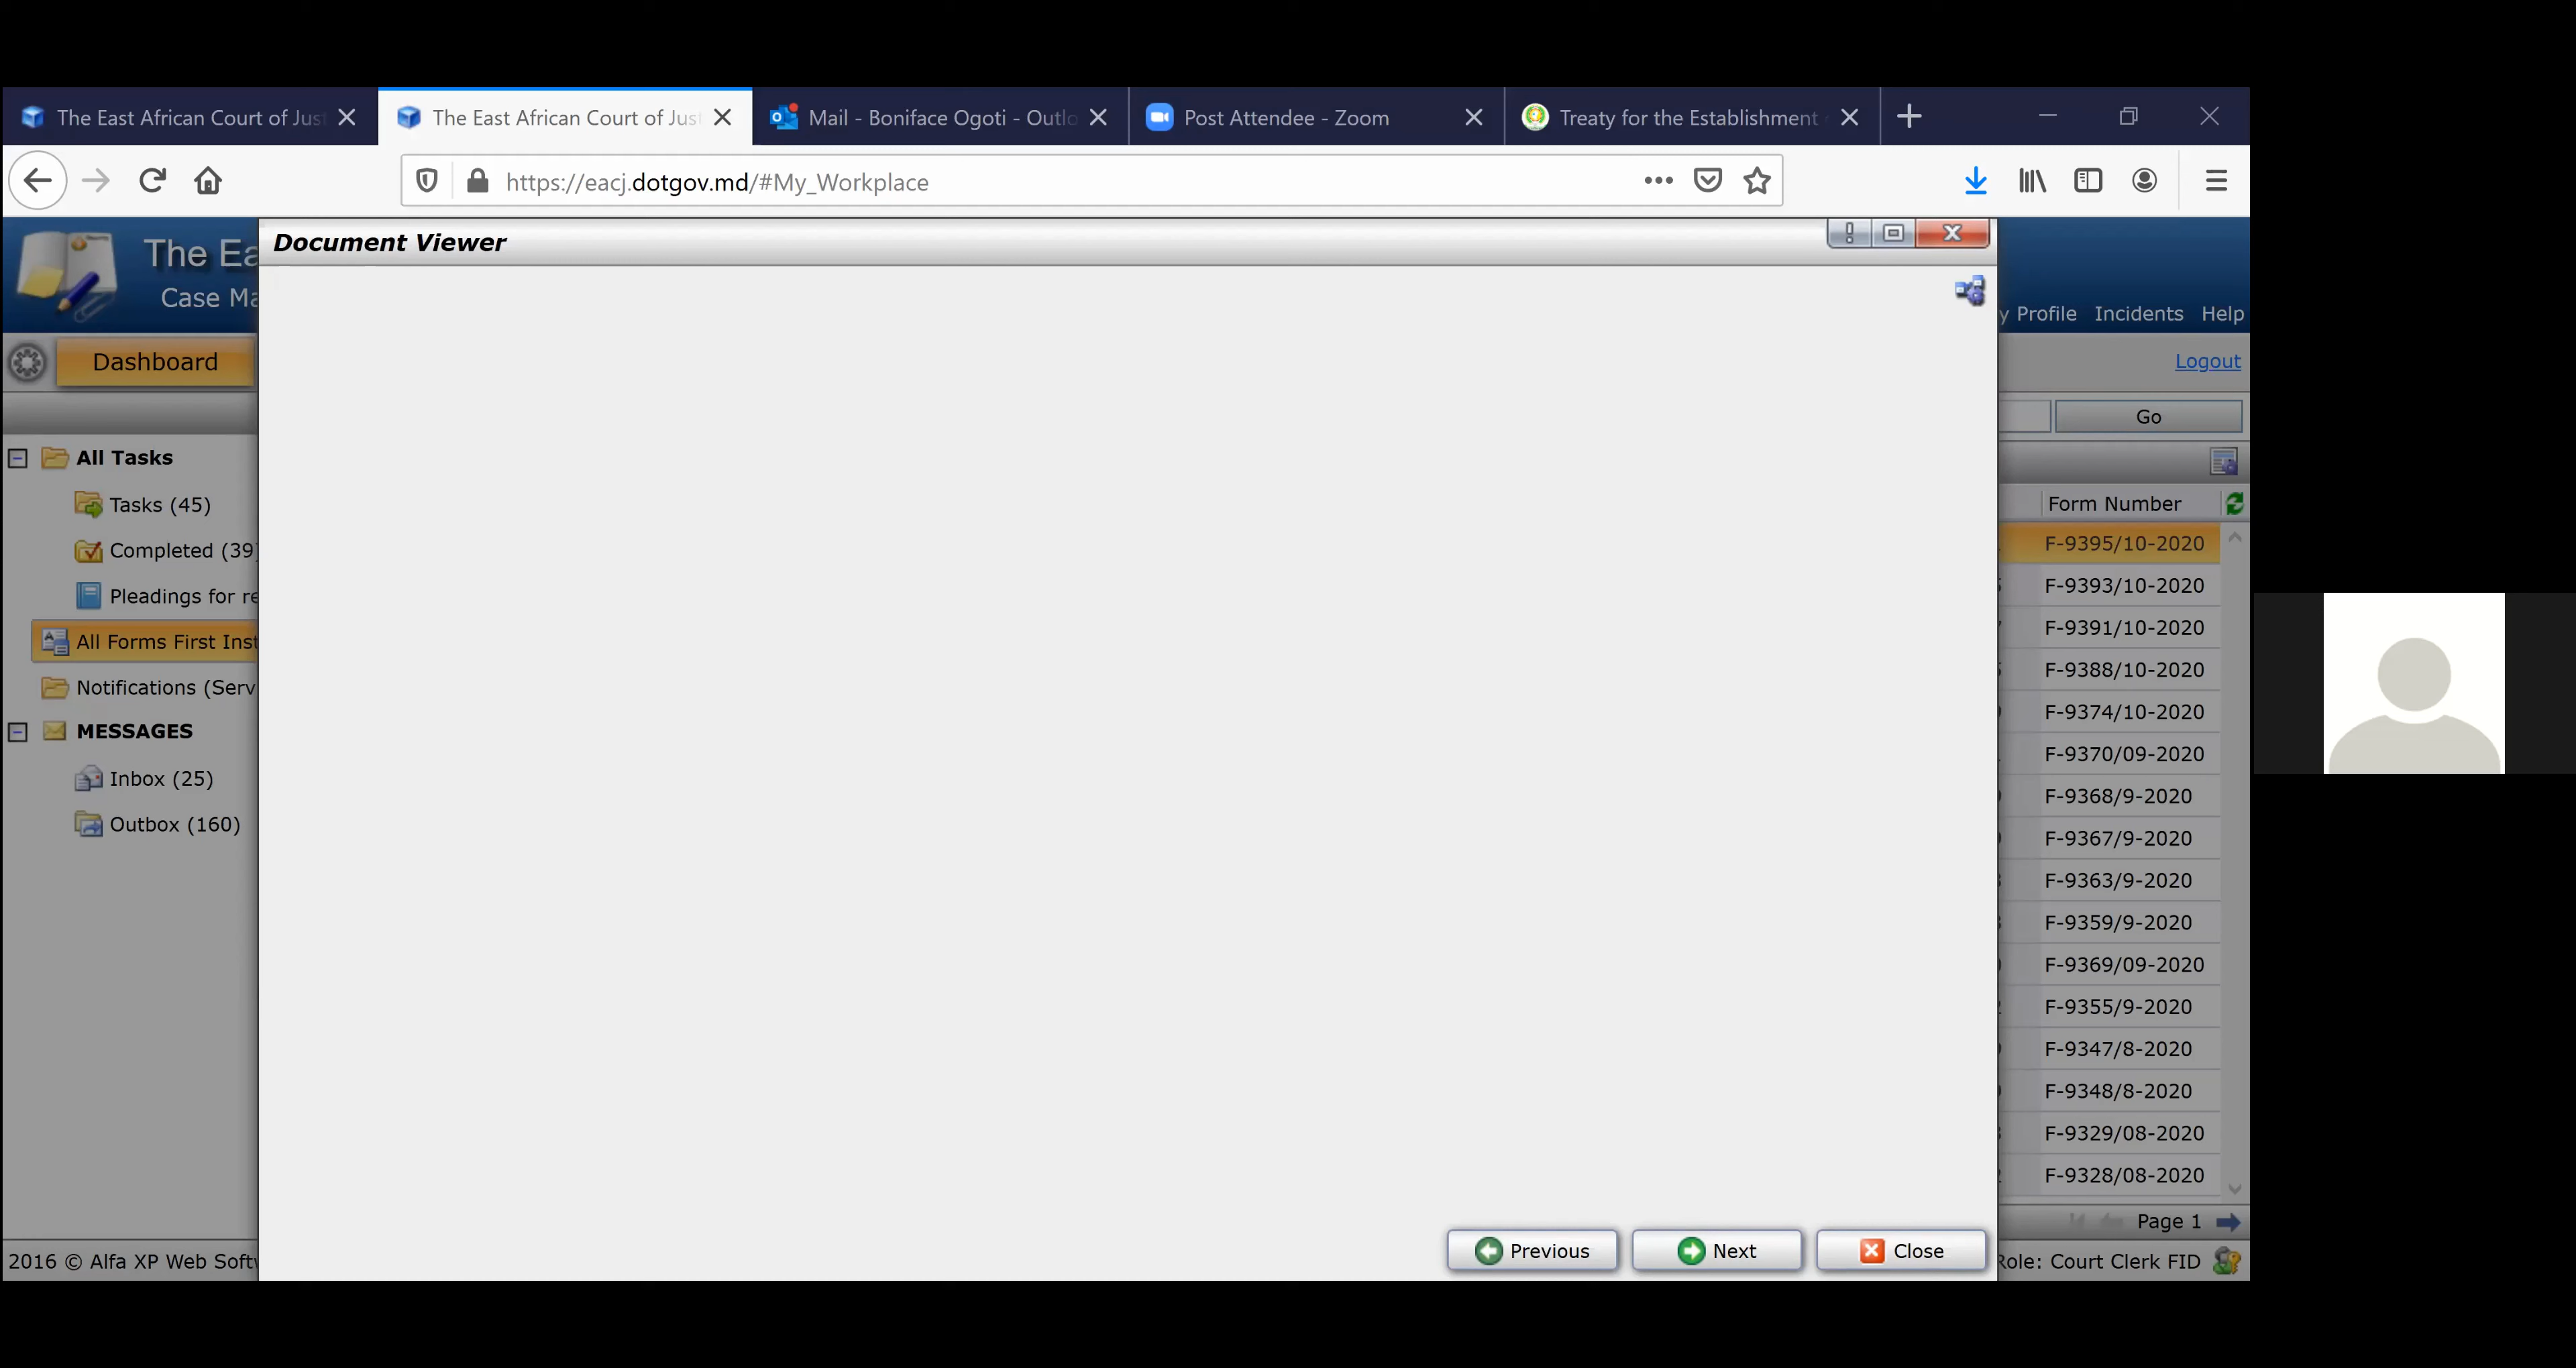 The East African Court of Jus
The East African Court of Jus
Mail - Boniface Ogoti - Outlo
Post Attendee - Zoom
Treaty for the Establishment
https://eacj.dotgov.md/#My_Workplace
Document Viewer
The Ea
Case Ma
y Profile Incidents Help
Dashboard
Logout
Go
All Tasks
Tasks (45)
Completed (39)
Pleadings for re
All Forms First Inst
Notifications (Serv
MESSAGES
Inbox (25)
Outbox (160)
Form Number
F-9395/10-2020
F-9393/10-2020
F-9391/10-2020
F-9388/10-2020
F-9374/10-2020
F-9370/09-2020
F-9368/9-2020
F-9367/9-2020
F-9363/9-2020
F-9359/9-2020
F-9369/09-2020
F-9355/9-2020
F-9347/8-2020
F-9348/8-2020
F-9329/08-2020
F-9328/08-2020
Page 1
Previous Next Close
2016 © Alfa XP Web Softw
Role: Court Clerk FID